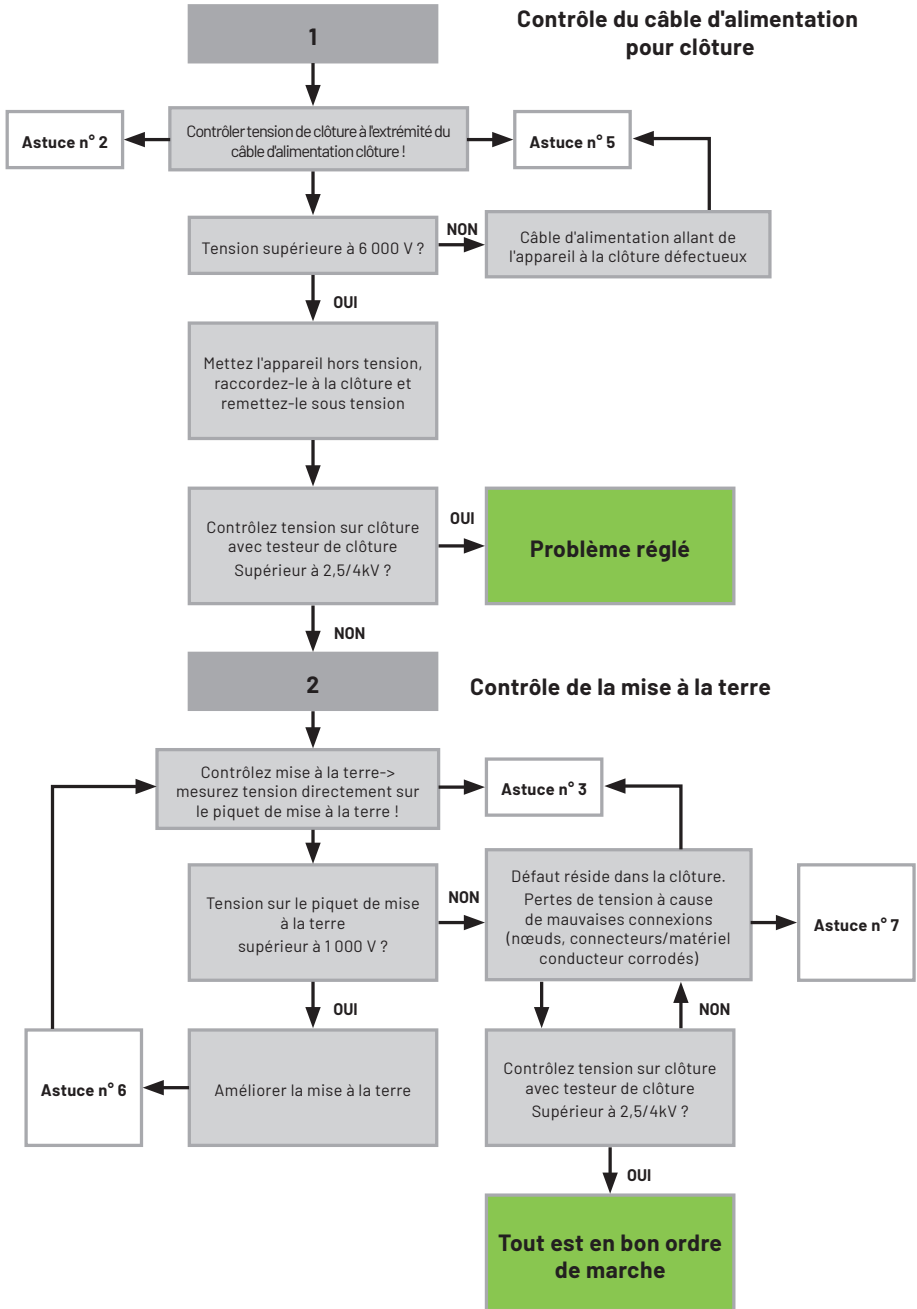 Contrôle du câble d'alimentation
pour clôture
1
Contrôler tension de clôture à l'extrémité du
câble d'alimentation clôture !
Astuce n° 2
Astuce n° 5
Tension supérieure à 6 000 V ?
NON
Câble d'alimentation allant de
l'appareil à la clôture défectueux
OUI
Mettez l'appareil hors tension,
raccordez-le à la clôture et
remettez-le sous tension
Contrôlez tension sur clôture
avec testeur de clôture
Supérieur à 2,5/4kV ?
OUI
Problème réglé
NON
2
Contrôle de la mise à la terre
Contrôlez mise à la terre->
mesurez tension directement sur
le piquet de mise à la terre !
Astuce n° 3
Tension sur le piquet de mise
à la terre
supérieur à 1 000 V ?
NON
Défaut réside dans la clôture.
Pertes de tension à cause
de mauvaises connexions
(nœuds, connecteurs/matériel
conducteur corrodés)
Astuce n° 7
OUI
NON
Astuce n° 6
Améliorer la mise à la terre
Contrôlez tension sur clôture
avec testeur de clôture
Supérieur à 2,5/4kV ?
OUI
Tout est en bon ordre
de marche